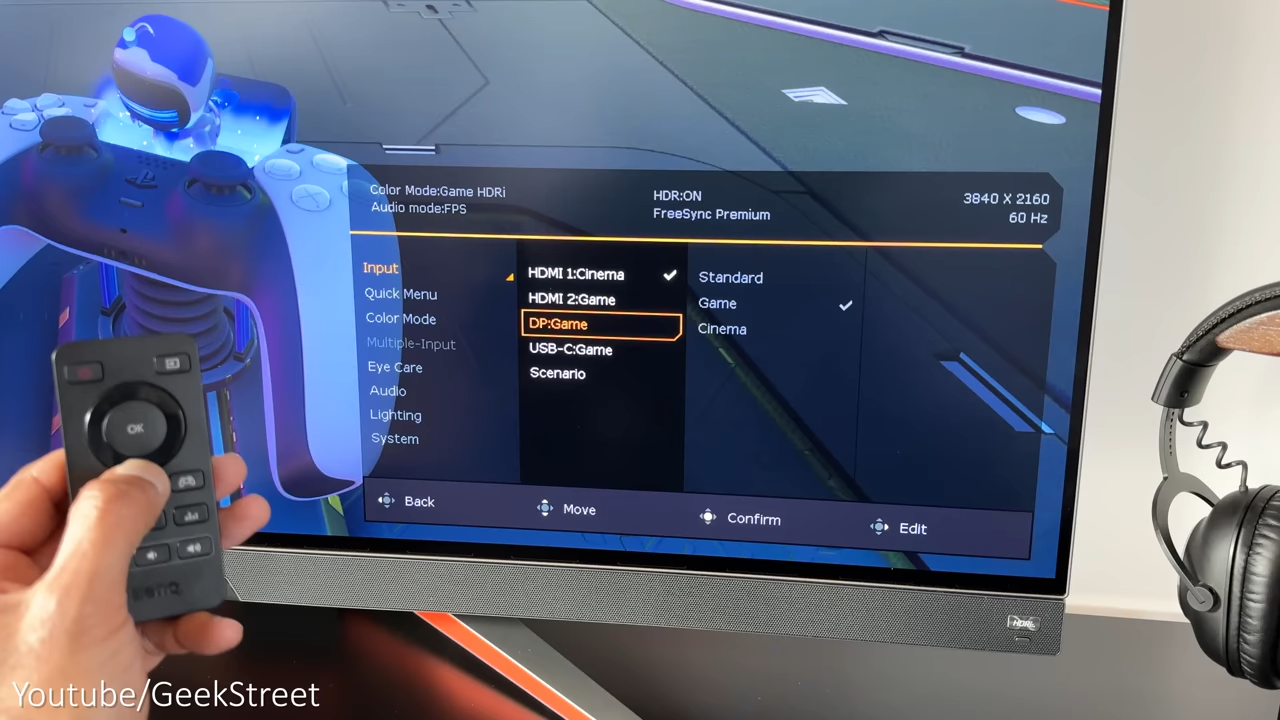 Color Mode:Game HDRi
Audio mode:FPS
HDR:ON
FreeSync Premium
3840 X 2160
60 Hz
Input
Quick Menu
Color Mode
Multiple-Input
Eye Care
Audio
Lighting
System
HDMI 1:Cinema
HDMI 2:Game
DP:Game
USB-C:Game
Scenario
Standard
Game
Cinema
Back
Move
Confirm
Edit
OK
BenQ
HDRi
Youtube/GeekStreet